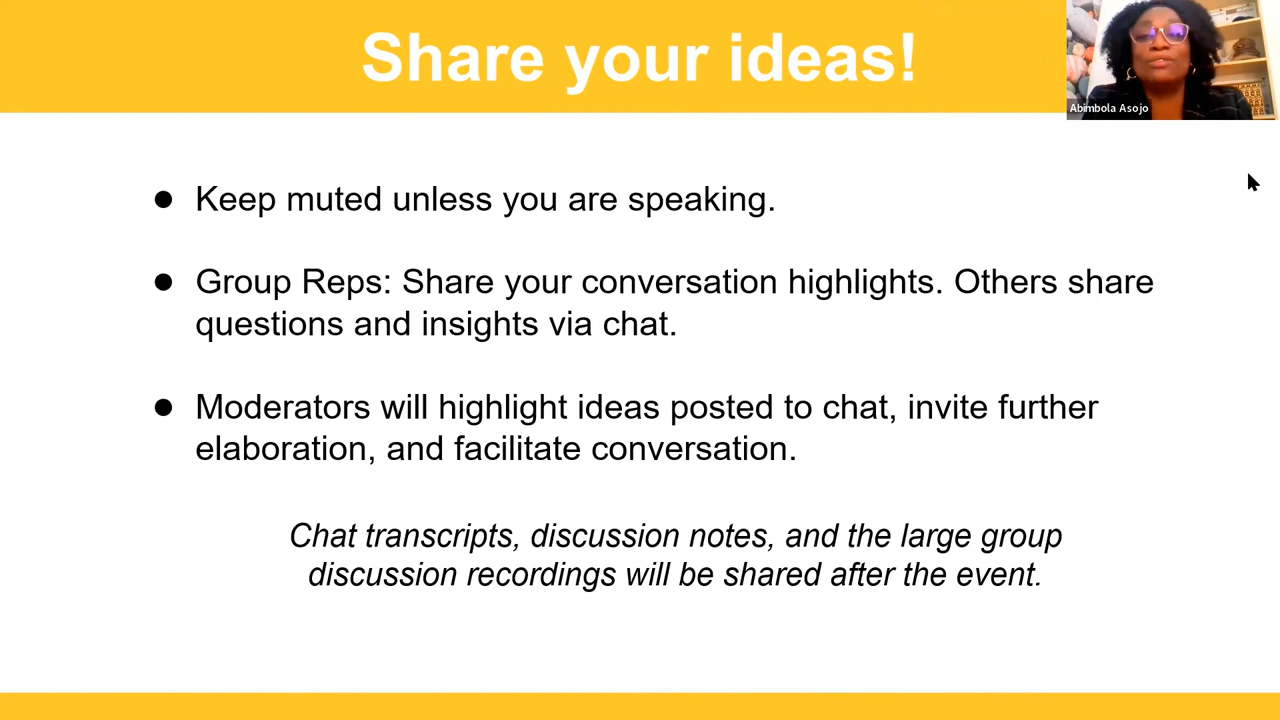 Share your ideas!
Abimbola Asojo
● Keep muted unless you are speaking.
● Group Reps: Share your conversation highlights. Others share
questions and insights via chat.
● Moderators will highlight ideas posted to chat, invite further
elaboration, and facilitate conversation.
Chat transcripts, discussion notes, and the large group
discussion recordings will be shared after the event.